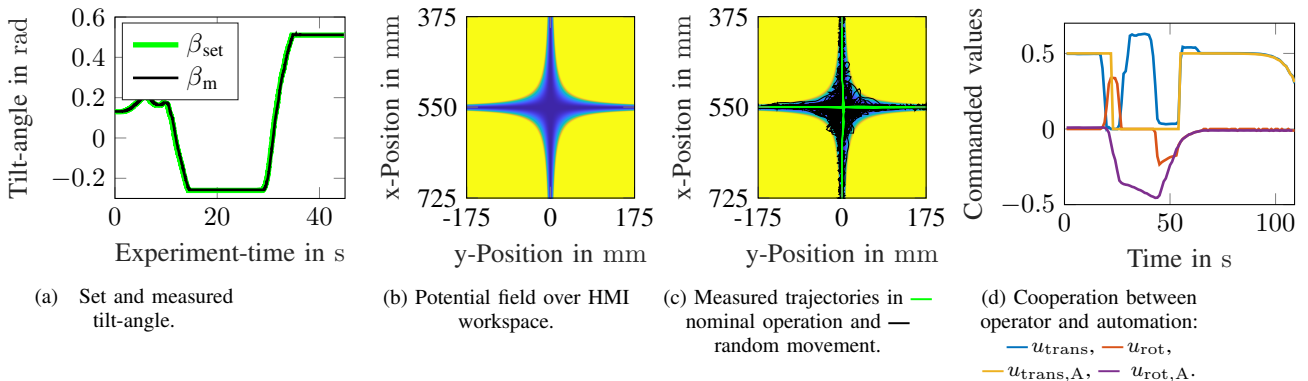 0.6
0.4
0.2
0
−0.2
0
20
40
Tilt-angle in rad
Experiment-time in s
β_set
β_m
(a) Set and measured
tilt-angle.
375
550
725
-175
0
175
x-Positon in mm
y-Position in mm
(b) Potential field over HMI
workspace.
375
550
725
-175
0
175
x-Positon in mm
y-Position in mm
(c) Measured trajectories in
nominal operation and
random movement.
0.5
0
−0.5
0
50
100
Commanded values
Time in s
(d) Cooperation between
operator and automation:
u_trans, u_rot,
u_trans,A, u_rot,A.